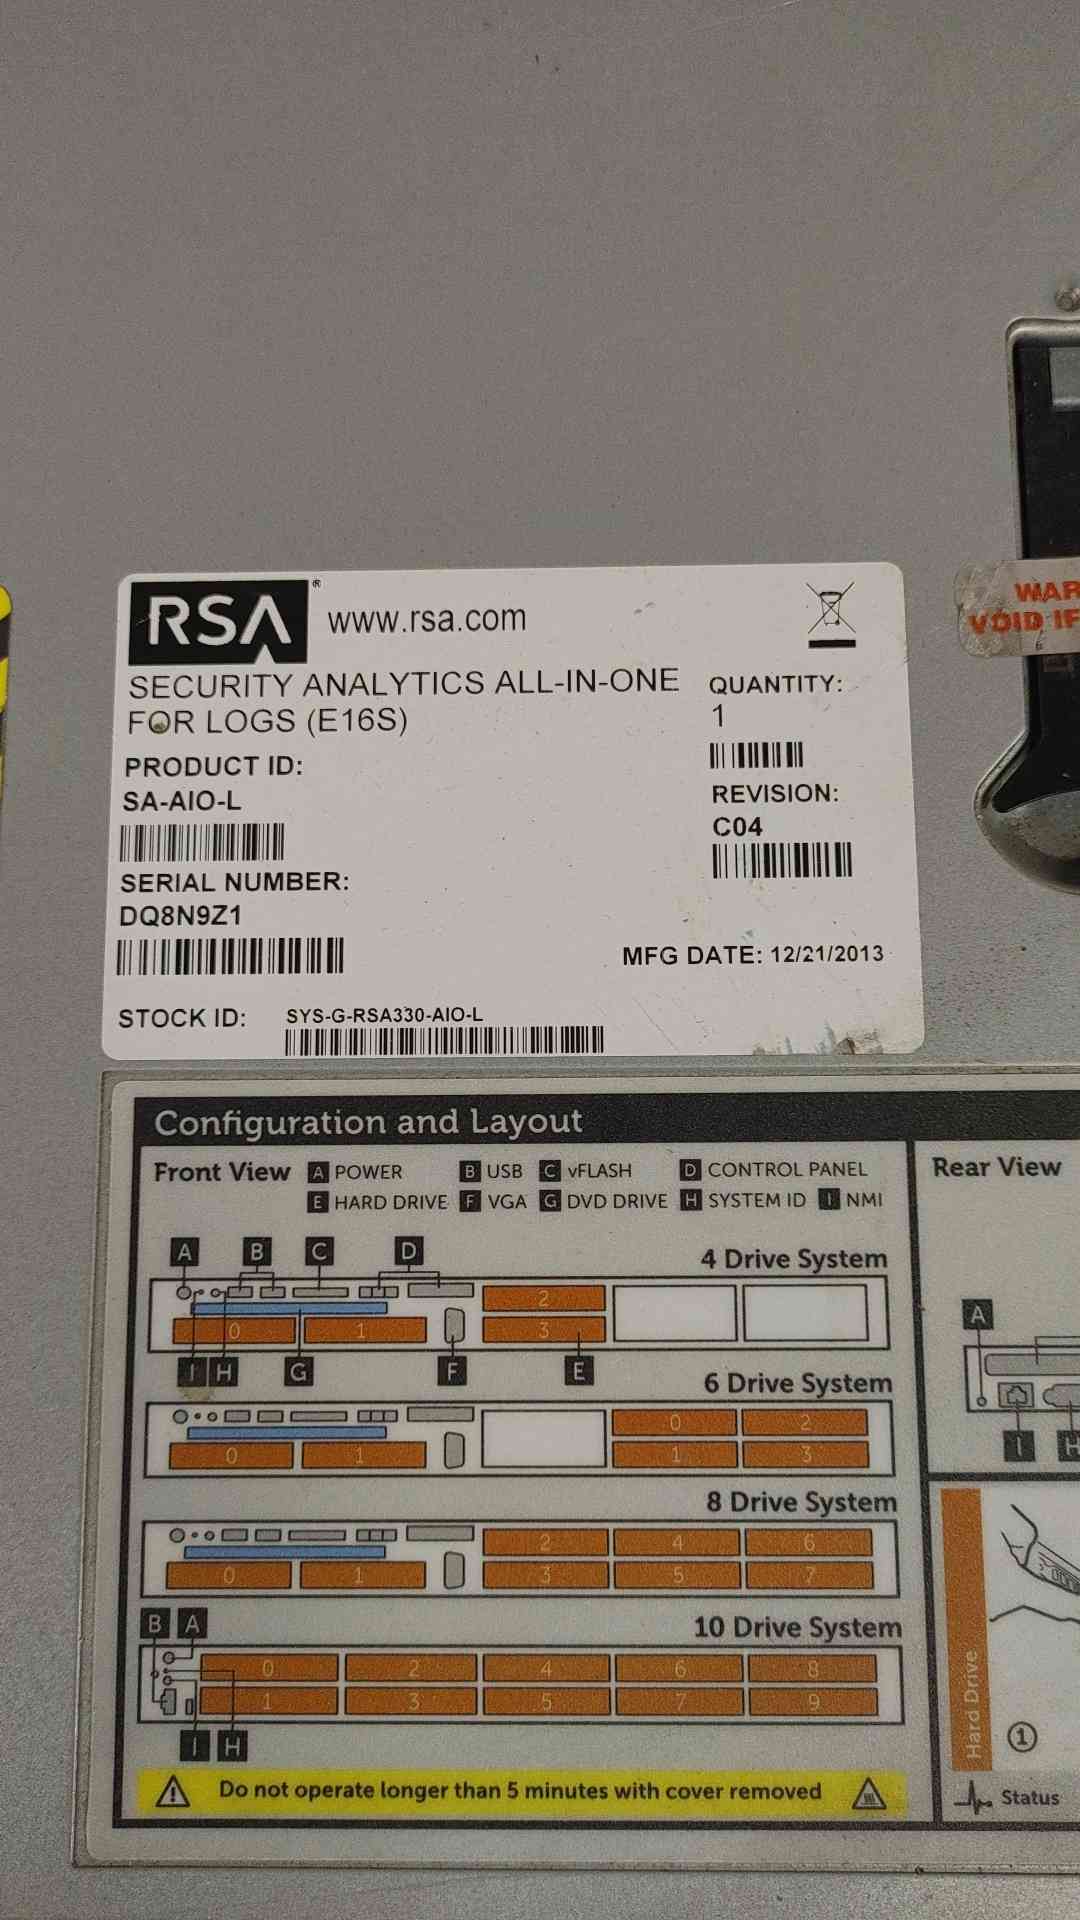 RSA® www.rsa.com
SECURITY ANALYTICS ALL-IN-ONE
FOR LOGS (E16S)
QUANTITY:
1
PRODUCT ID:
SA-AIO-L
REVISION:
C04
SERIAL NUMBER:
DQ8N9Z1
MFG DATE: 12/21/2013
STOCK ID: SYS-G-RSA330-AIO-L
WAR
VOID IF
Configuration and Layout
Front View A POWER B USB C vFLASH D CONTROL PANEL
E HARD DRIVE F VGA G DVD DRIVE H SYSTEM ID I NMI
A B C D
4 Drive System
2
0 1 3
I H G F E
6 Drive System
0 2
0 1 1 3
8 Drive System
2 4 6
0 1 3 5 7
B A
10 Drive System
0 2 4 6 8
1 3 5 7 9
I H
Do not operate longer than 5 minutes with cover removed
Rear View
A
I H
Hard Drive
1
Status